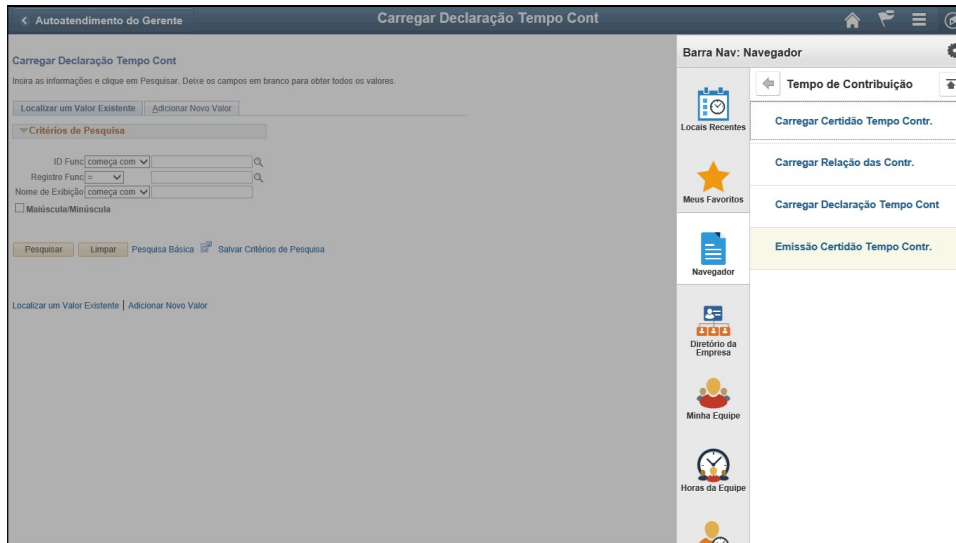 Autoatendimento do Gerente
Carregar Declaração Tempo Cont
Carregar Declaração Tempo Cont
Insira as informações e clique em Pesquisar. Deixe os campos em branco para obter todos os valores.
Localizar um Valor Existente
Adicionar Novo Valor
Critérios de Pesquisa
ID Func começa com
Registro Func =
Nome de Exibição começa com
Maiúscula/Minúscula
Pesquisar Limpar Pesquisa Básica Salvar Critérios de Pesquisa
Localizar um Valor Existente | Adicionar Novo Valor
Barra Nav: Navegador
Locais Recentes
Meus Favoritos
Navegador
Diretório da
Empresa
Minha Equipe
Horas da Equipe
Tempo de Contribuição
Carregar Certidão Tempo Contr.
Carregar Relação das Contr.
Carregar Declaração Tempo Cont
Emissão Certidão Tempo Contr.